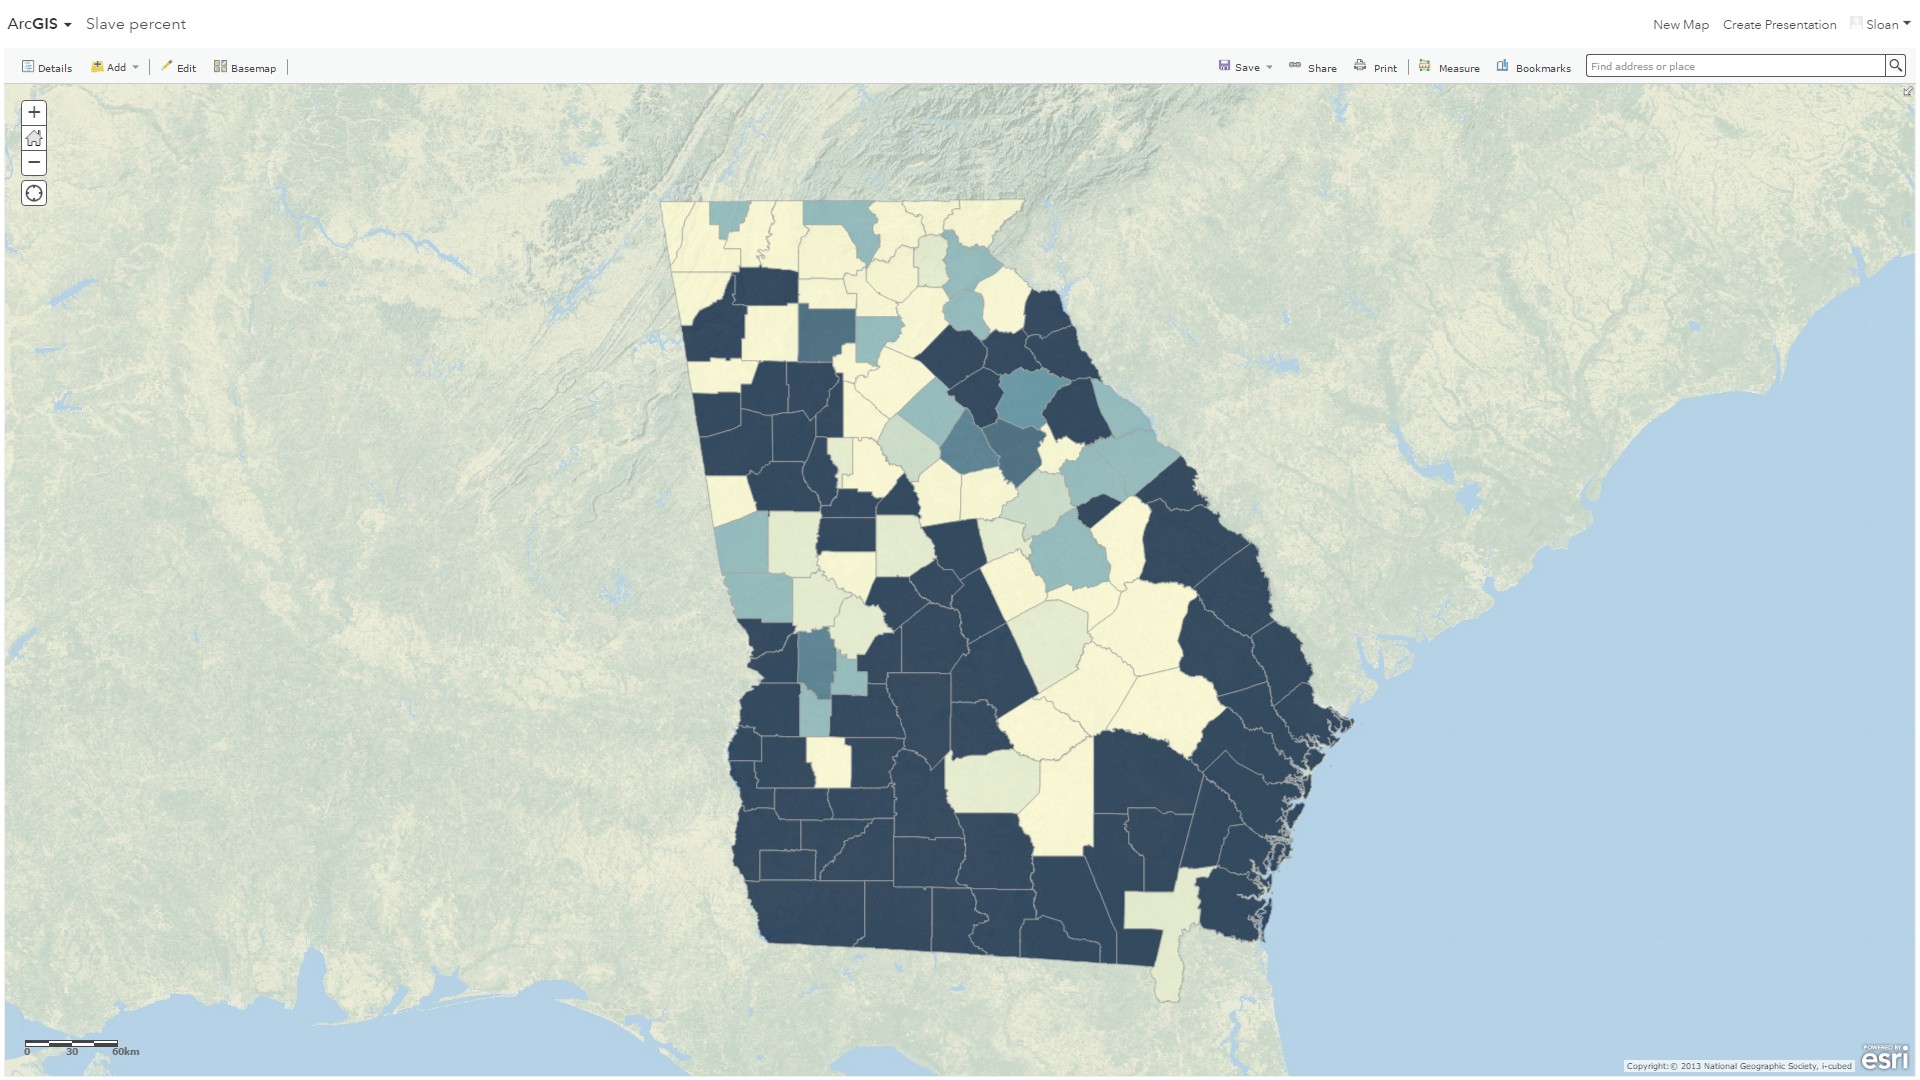 ArcGIS Slave percent New Map Create Presentation Sloan
Details Add Edit Basemap Save Share Print Measure Bookmarks Find address or place
+
−
0 30 60km
POWERED BY
esri
Copyright: © 2013 National Geographic Society, i-cubed